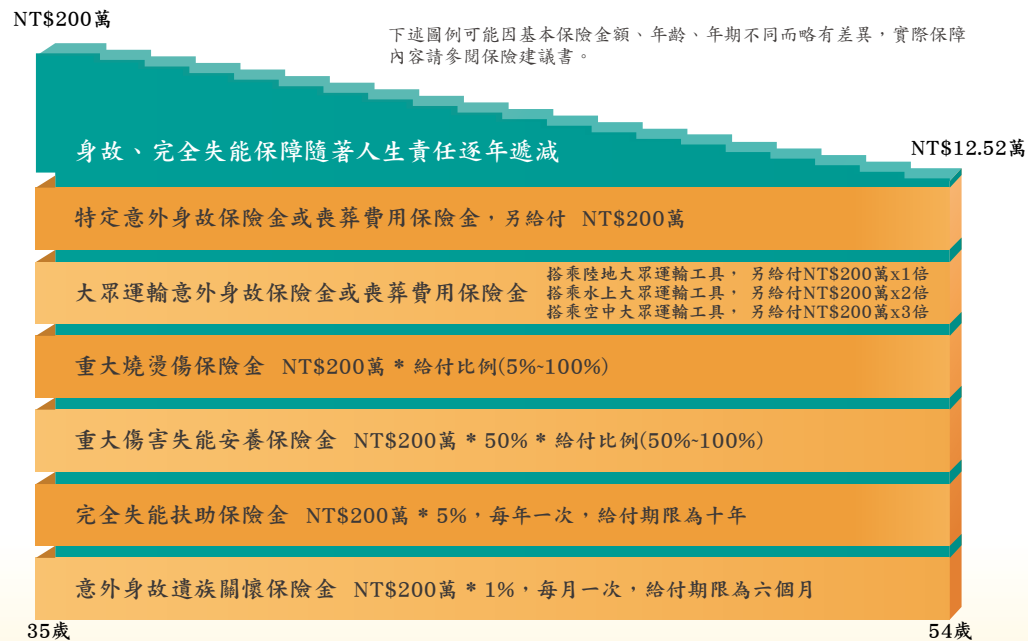 NT$200萬
下述圖例可能因基本保險金額、年齡、年期不同而略有差異，實際保障
內容請參閱保險建議書。
身故、完全失能保障隨著人生責任逐年遞減
NT$12.52萬
特定意外身故保險金或喪葬費用保險金，另給付 NT$200萬
大眾運輸意外身故保險金或喪葬費用保險金
搭乘陸地大眾運輸工具， 另給付NT$200萬x1倍
搭乘水上大眾運輸工具， 另給付NT$200萬x2倍
搭乘空中大眾運輸工具， 另給付NT$200萬x3倍
重大燒燙傷保險金 NT$200萬 * 給付比例(5%~100%)
重大傷害失能安養保險金 NT$200萬 * 50% * 給付比例(50%~100%)
完全失能扶助保險金 NT$200萬 * 5%，每年一次，給付期限為十年
意外身故遺族關懷保險金 NT$200萬 * 1%，每月一次，給付期限為六個月
35歲
54歲